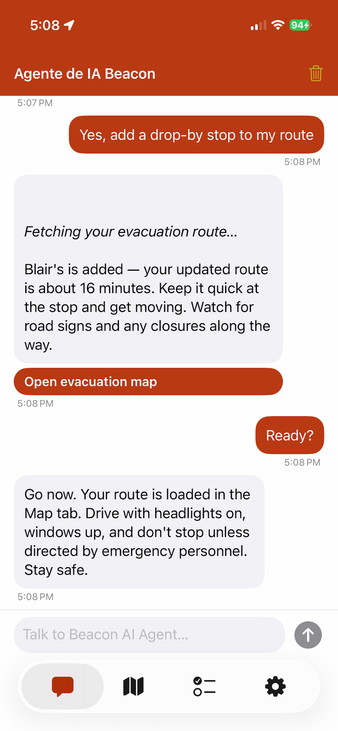 5:08
94
Agente de IA Beacon
5:07 PM
Yes, add a drop-by stop to my route
5:08 PM
Fetching your evacuation route...
Blair's is added — your updated route
is about 16 minutes. Keep it quick at
the stop and get moving. Watch for
road signs and any closures along the
way.
Open evacuation map
5:08 PM
Ready?
5:08 PM
Go now. Your route is loaded in the
Map tab. Drive with headlights on,
windows up, and don't stop unless
directed by emergency personnel.
Stay safe.
5:08 PM
Talk to Beacon AI Agent...